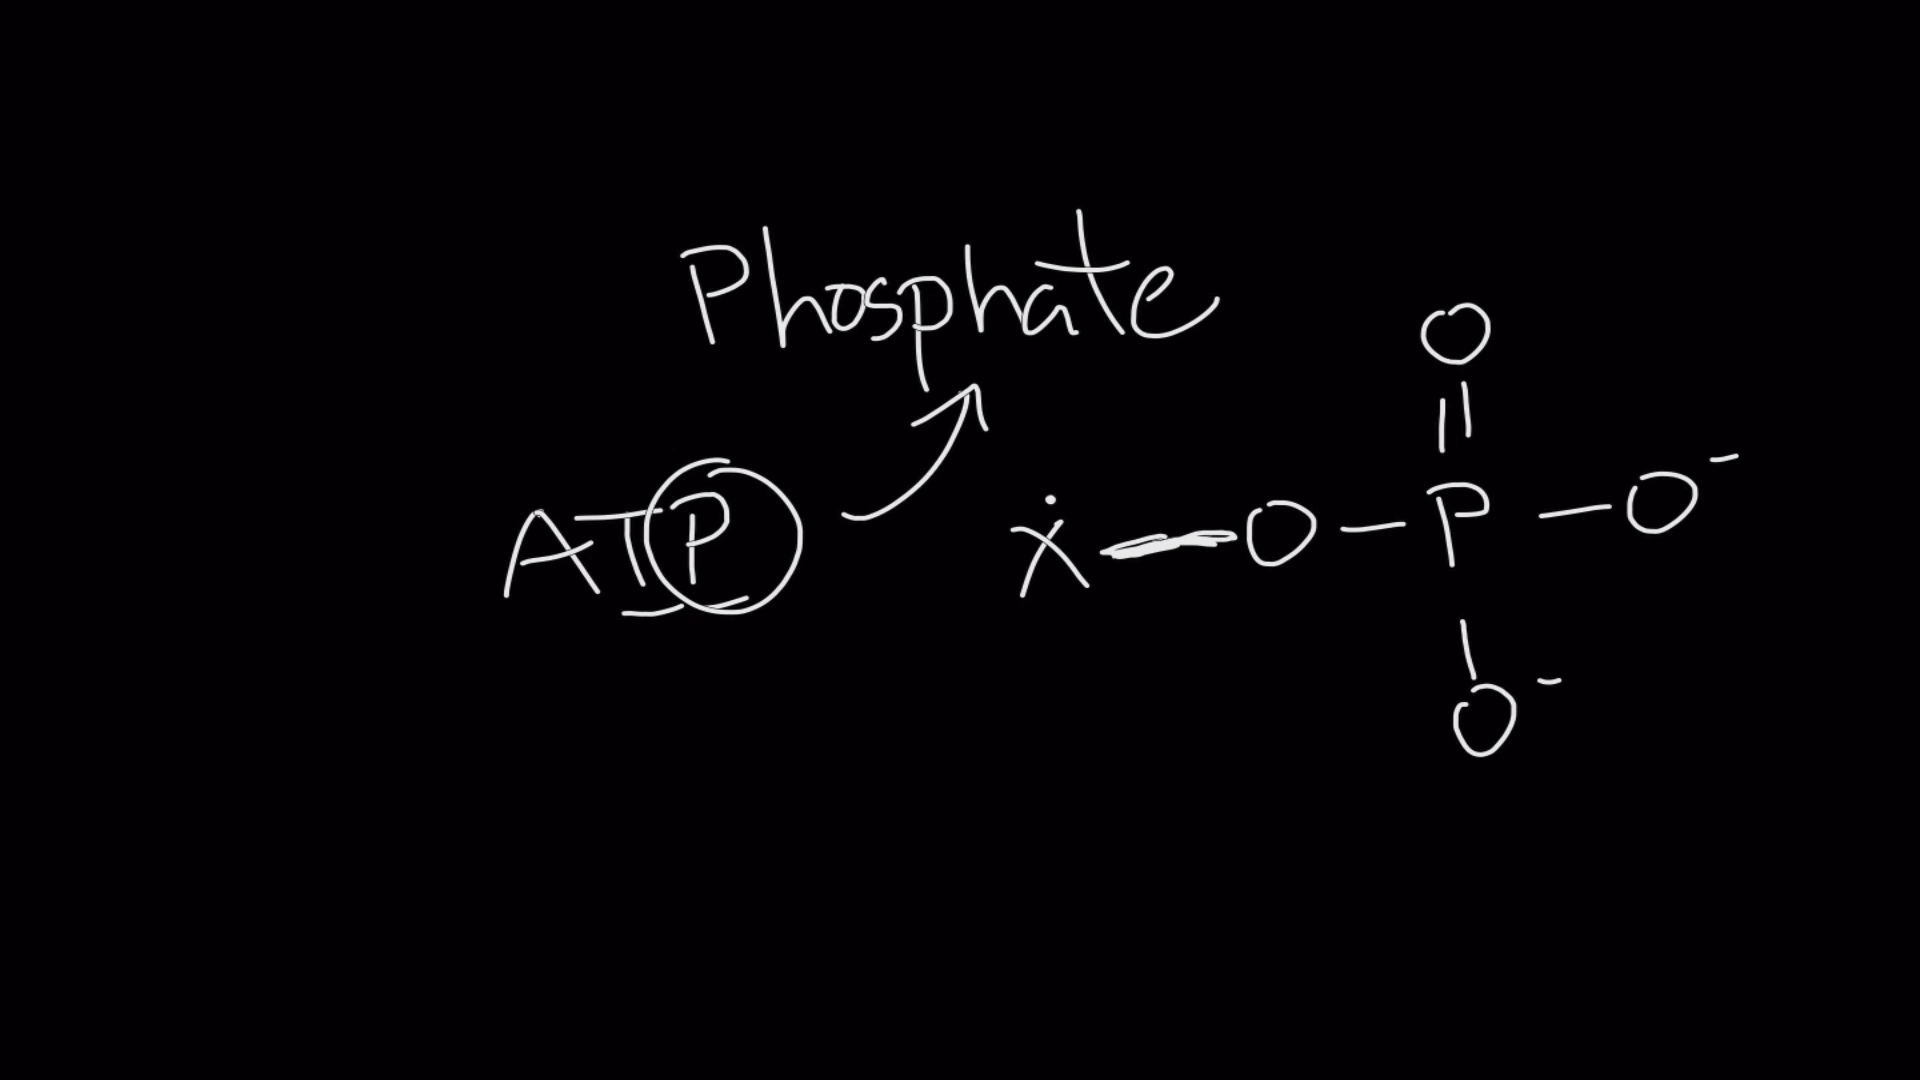 Phosphate
ATP
O
||
X — O — P — O⁻
|
O⁻